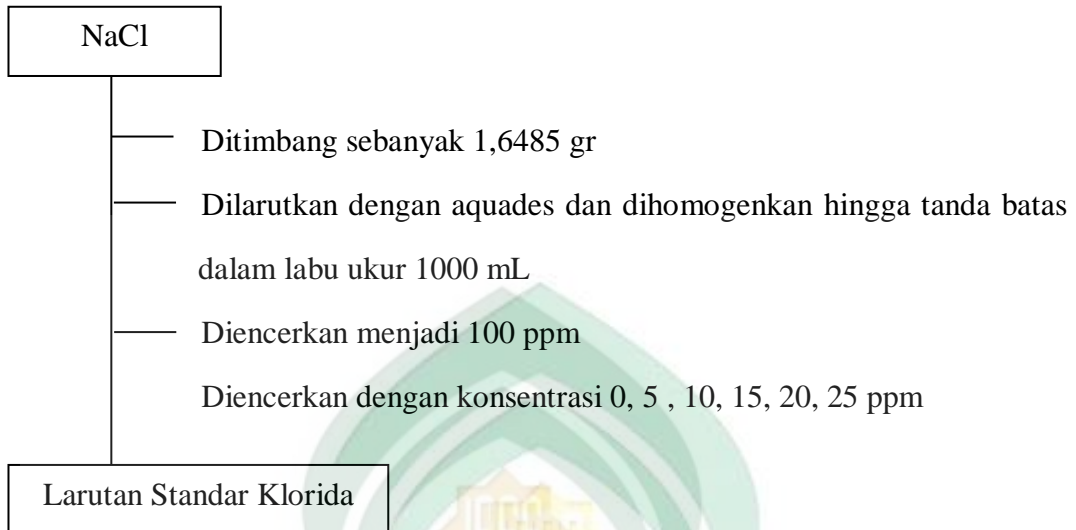 NaCl
Ditimbang sebanyak 1,6485 gr
Dilarutkan dengan aquades dan dihomogenkan hingga tanda batas
dalam labu ukur 1000 mL
Diencerkan menjadi 100 ppm
Diencerkan dengan konsentrasi 0, 5 , 10, 15, 20, 25 ppm
Larutan Standar Klorida